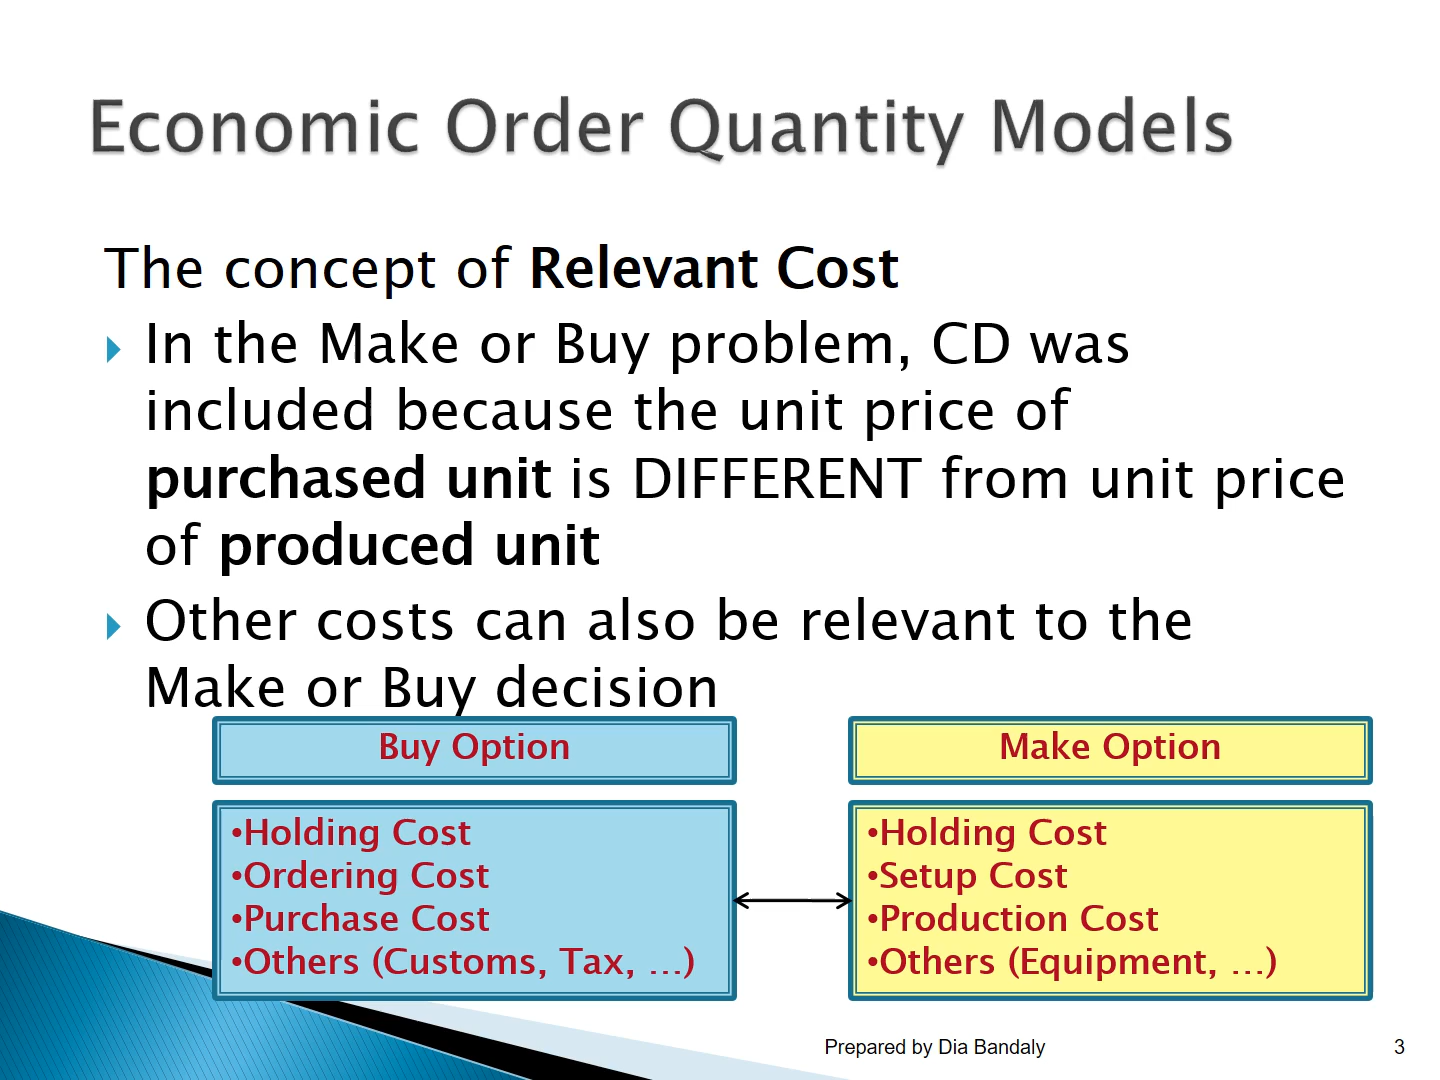 Economic Order Quantity Models
The concept of Relevant Cost
In the Make or Buy problem, CD was
included because the unit price of
purchased unit is DIFFERENT from unit price
of produced unit
Other costs can also be relevant to the
Make or Buy decision
Buy Option
•Holding Cost
•Ordering Cost
•Purchase Cost
•Others (Customs, Tax, …)
Make Option
•Holding Cost
•Setup Cost
•Production Cost
•Others (Equipment, …)
Prepared by Dia Bandaly
3